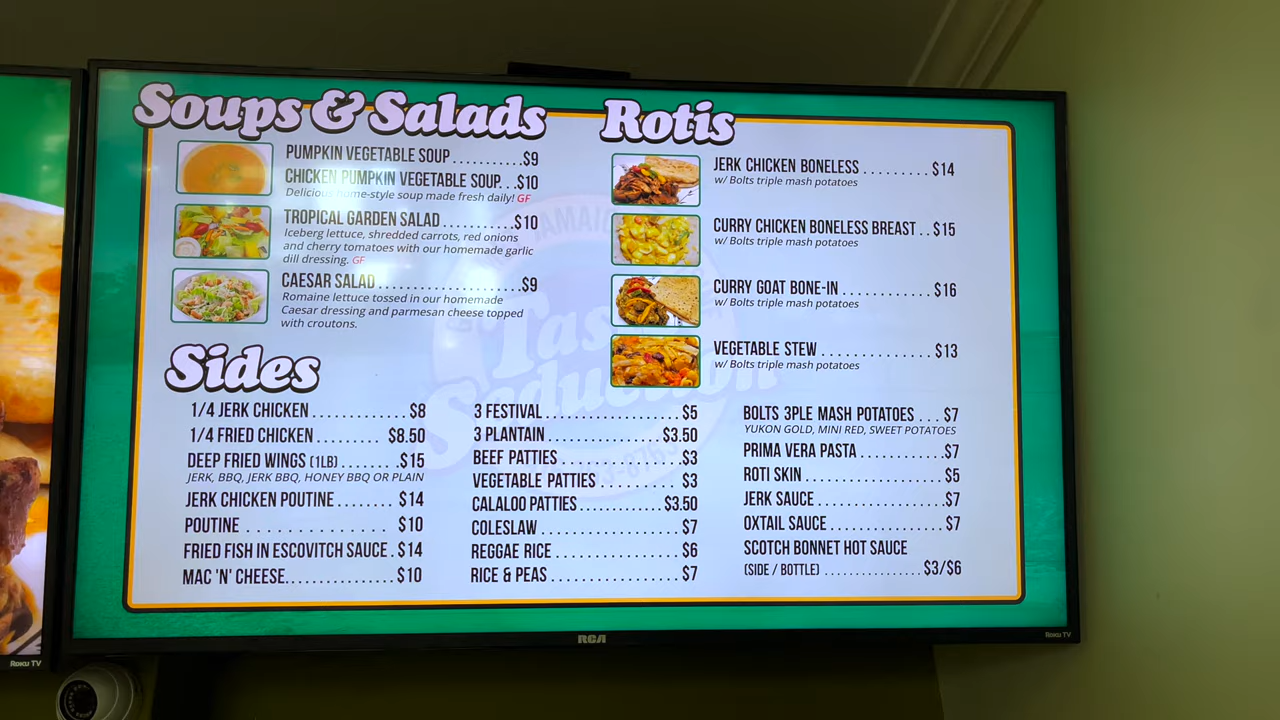 Soups & Salads
PUMPKIN VEGETABLE SOUP ........... $9
CHICKEN PUMPKIN VEGETABLE SOUP. . . $10
Delicious home-style soup made fresh daily! GF
TROPICAL GARDEN SALAD ........... $10
Iceberg lettuce, shredded carrots, red onions
and cherry tomatoes with our homemade garlic
dill dressing. GF
CAESAR SALAD ...................... $9
Romaine lettuce tossed in our homemade
Caesar dressing and parmesan cheese topped
with croutons.
Rotis
JERK CHICKEN BONELESS ......... $14
w/ Bolts triple mash potatoes
CURRY CHICKEN BONELESS BREAST . . $15
w/ Bolts triple mash potatoes
CURRY GOAT BONE-IN ............. $16
w/ Bolts triple mash potatoes
VEGETABLE STEW ............... $13
w/ Bolts triple mash potatoes
Sides
1/4 JERK CHICKEN ............. $8
1/4 FRIED CHICKEN ......... $8.50
DEEP FRIED WINGS (1LB) ........ $15
JERK, BBQ, JERK BBQ, HONEY BBQ OR PLAIN
JERK CHICKEN POUTINE ........ $14
POUTINE . . . . . . . . . . . . . $10
FRIED FISH IN ESCOVITCH SAUCE . $14
MAC 'N' CHEESE ............... $10
3 FESTIVAL ..................... $5
3 PLANTAIN ................. $3.50
BEEF PATTIES .................. $3
VEGETABLE PATTIES ........... $3
CALALOO PATTIES ............. $3.50
COLESLAW ..................... $7
REGGAE RICE ................... $6
RICE & PEAS .................... $7
BOLTS 3PLE MASH POTATOES . . . $7
YUKON GOLD, MINI RED, SWEET POTATOES
PRIMA VERA PASTA ............ $7
ROTI SKIN ..................... $5
JERK SAUCE ................... $7
OXTAIL SAUCE ................. $7
SCOTCH BONNET HOT SAUCE
(SIDE / BOTTLE) ................ $3/$6
Taste
Seduction
RCA
Roku TV
Roku TV